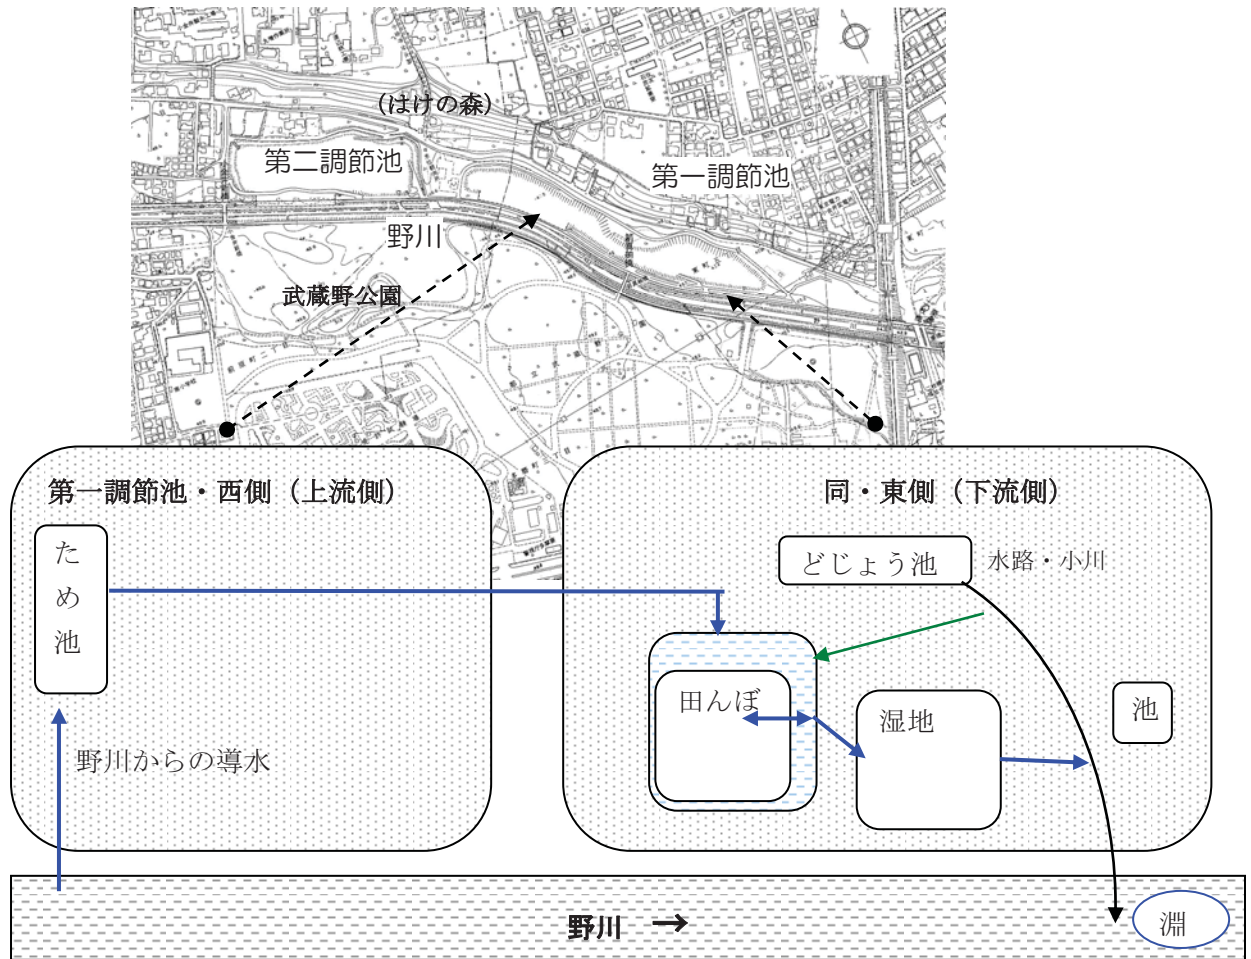 (はけの森)
第二調節池
第一調節池
野川
武蔵野公園
第一調節池・西側（上流側）
同・東側（下流側）
ため池
どじょう池
水路・小川
田んぼ
湿地
池
野川からの導水
野川 →
淵